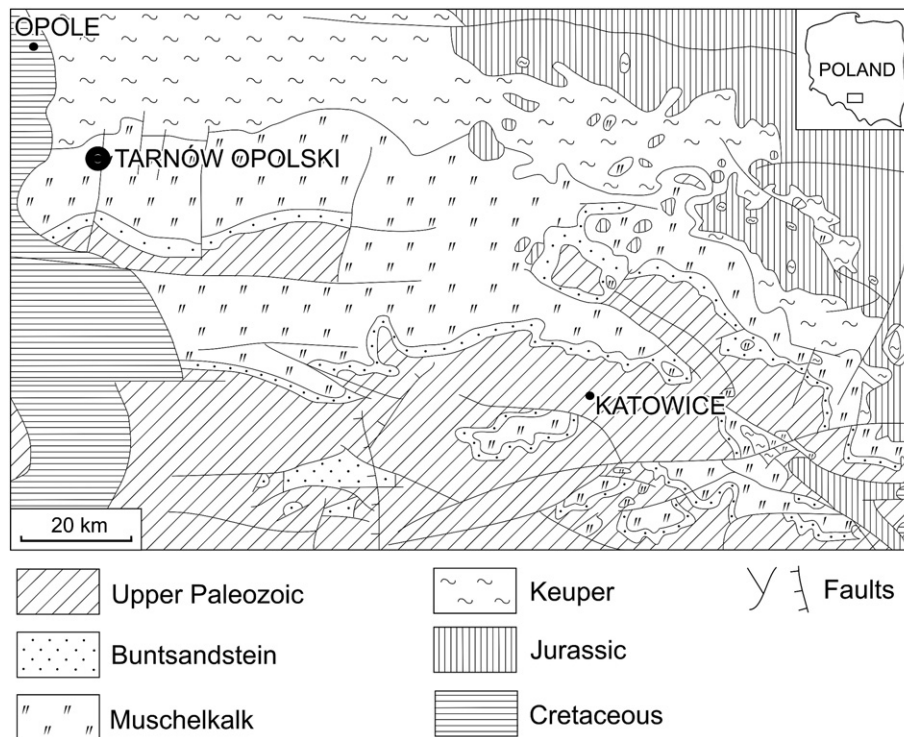 OPOLE
POLAND
TARNÓW OPOLSKI
KATOWICE
20 km
Upper Paleozoic
Keuper
Faults
Buntsandstein
Jurassic
Muschelkalk
Cretaceous